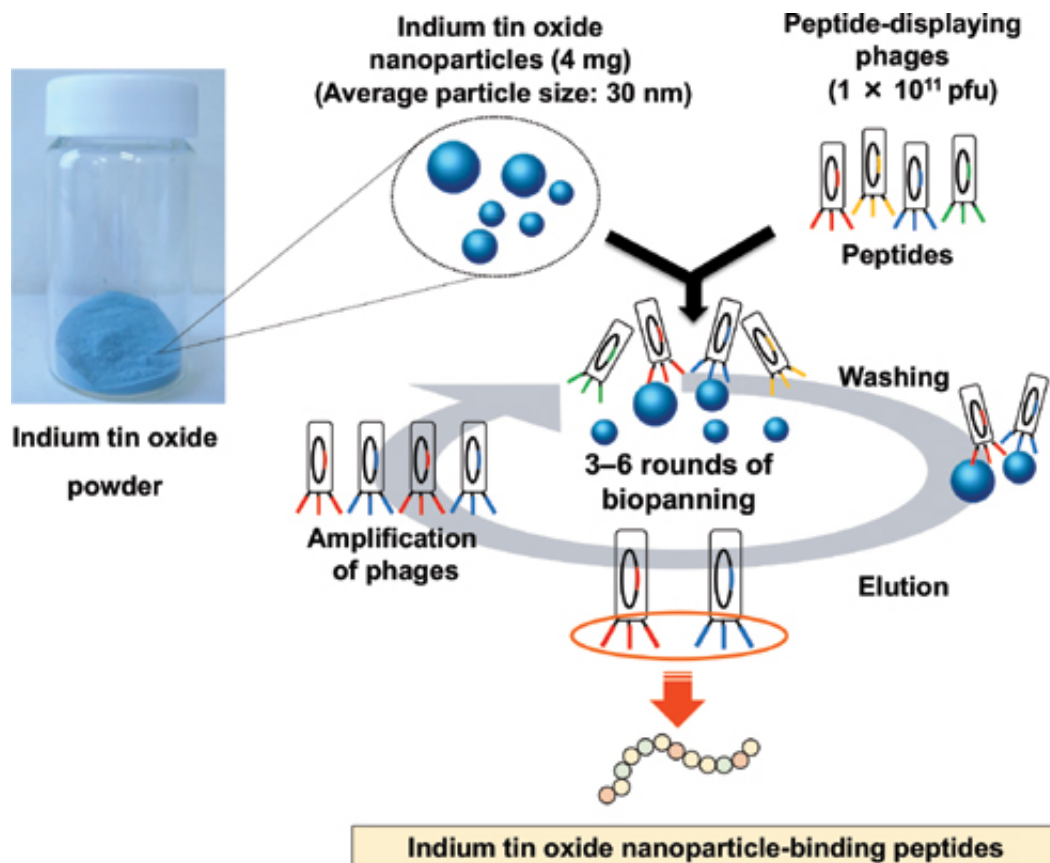 Indium tin oxide
nanoparticles (4 mg)
(Average particle size: 30 nm)
Peptide-displaying
phages
(1 × 10¹¹ pfu)
Peptides
Indium tin oxide
powder
Washing
3–6 rounds of
biopanning
Amplification
of phages
Elution
Indium tin oxide nanoparticle-binding peptides